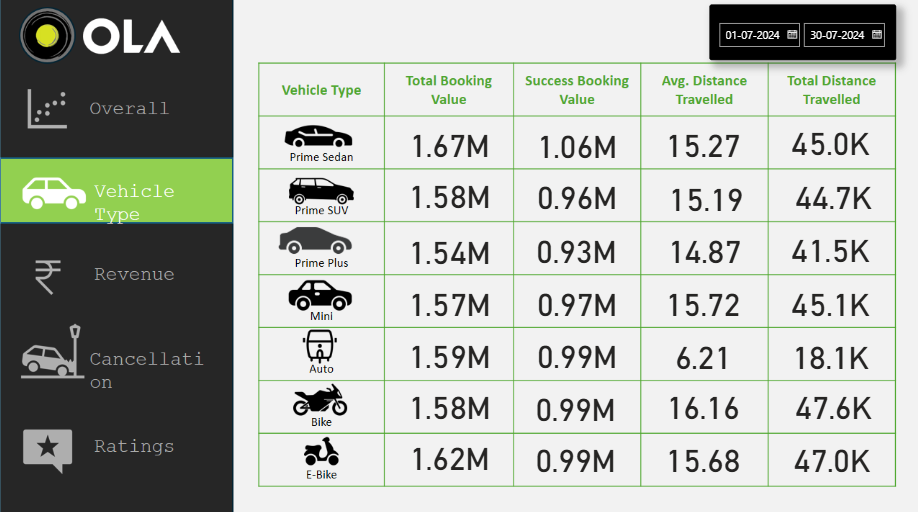 OLA
01-07-2024 30-07-2024
Overall
Vehicle
Type
Revenue
Cancellati
on
Ratings
Vehicle Type Total Booking Value Success Booking Value Avg. Distance Travelled Total Distance Travelled
Prime Sedan 1.67M 1.06M 15.27 45.0K
Prime SUV 1.58M 0.96M 15.19 44.7K
Prime Plus 1.54M 0.93M 14.87 41.5K
Mini 1.57M 0.97M 15.72 45.1K
Auto 1.59M 0.99M 6.21 18.1K
Bike 1.58M 0.99M 16.16 47.6K
E-Bike 1.62M 0.99M 15.68 47.0K